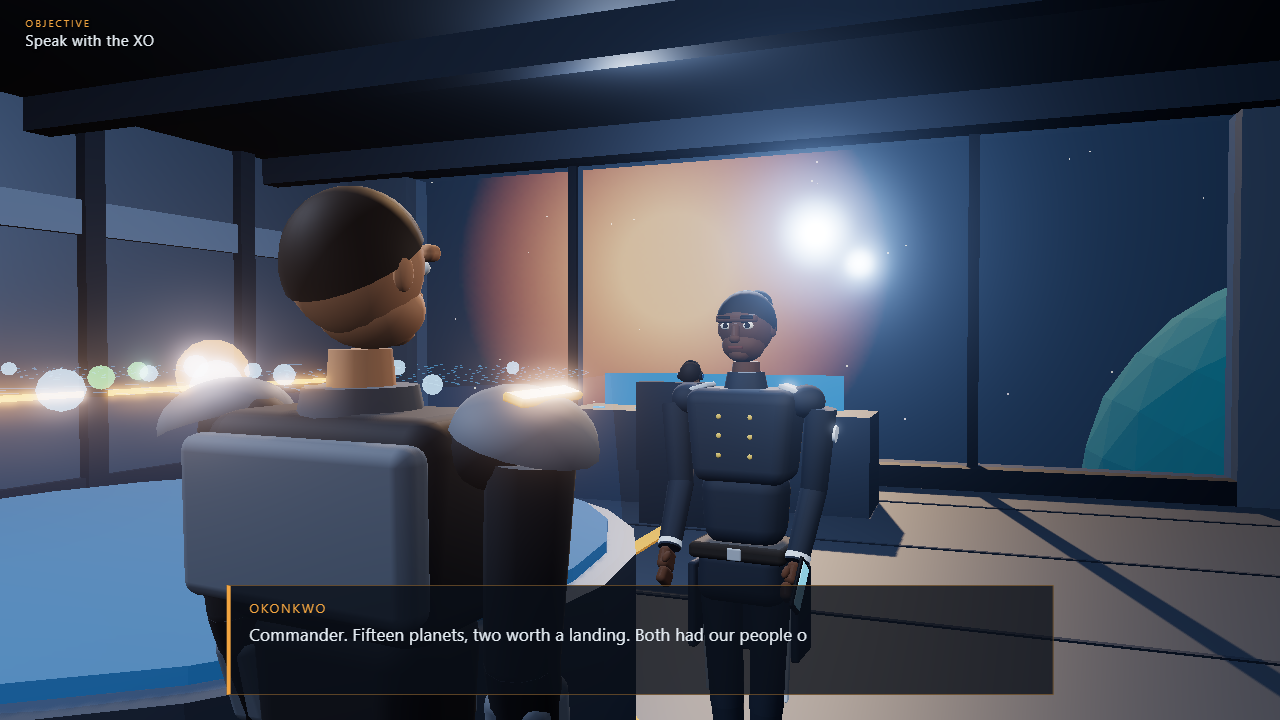 OBJECTIVE
Speak with the XO
OKONKWO
Commander. Fifteen planets, two worth a landing. Both had our people o